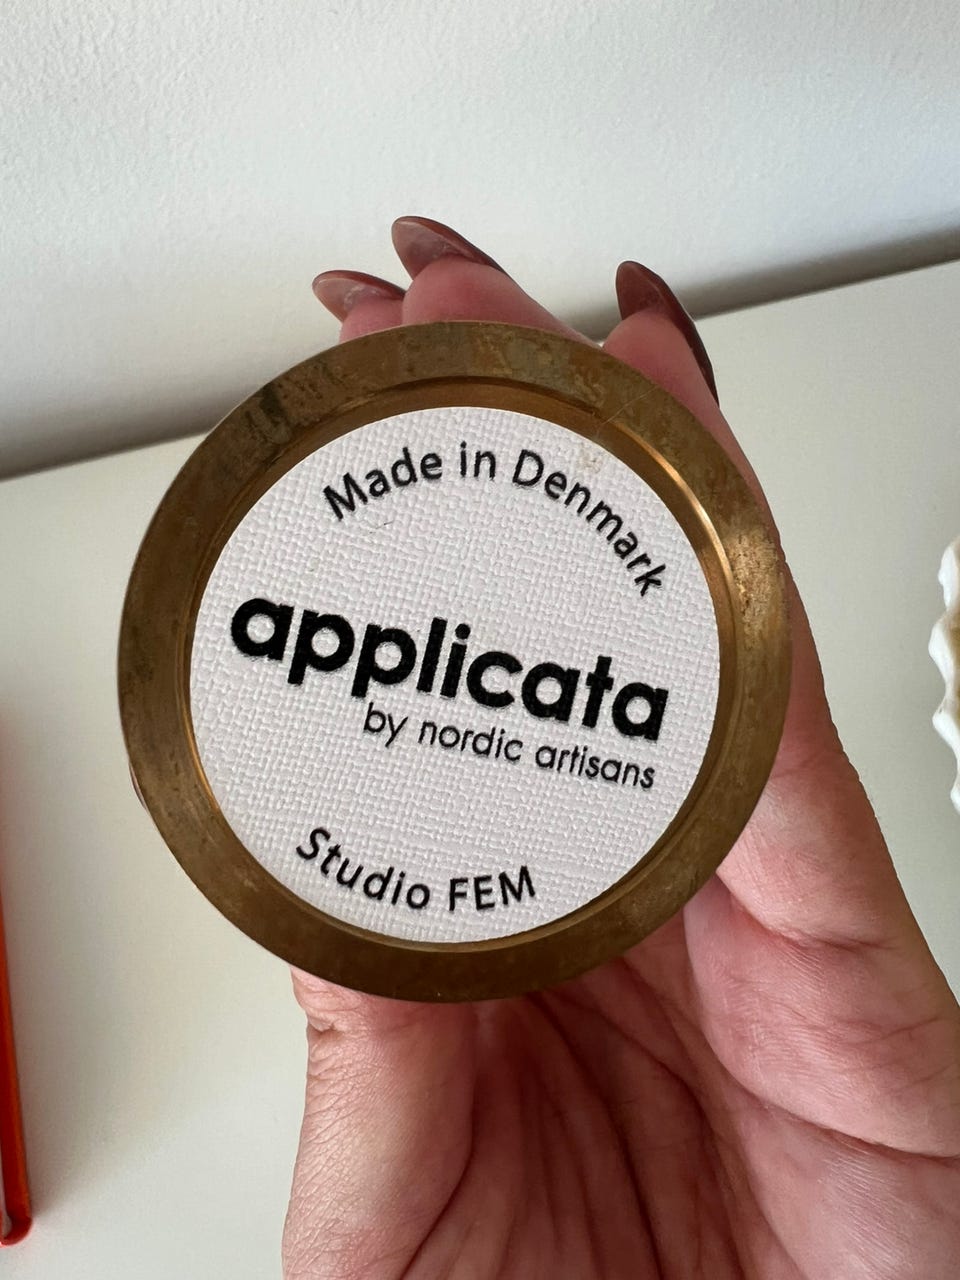 Made in Denmark
applicata
by nordic artisans
Studio FEM